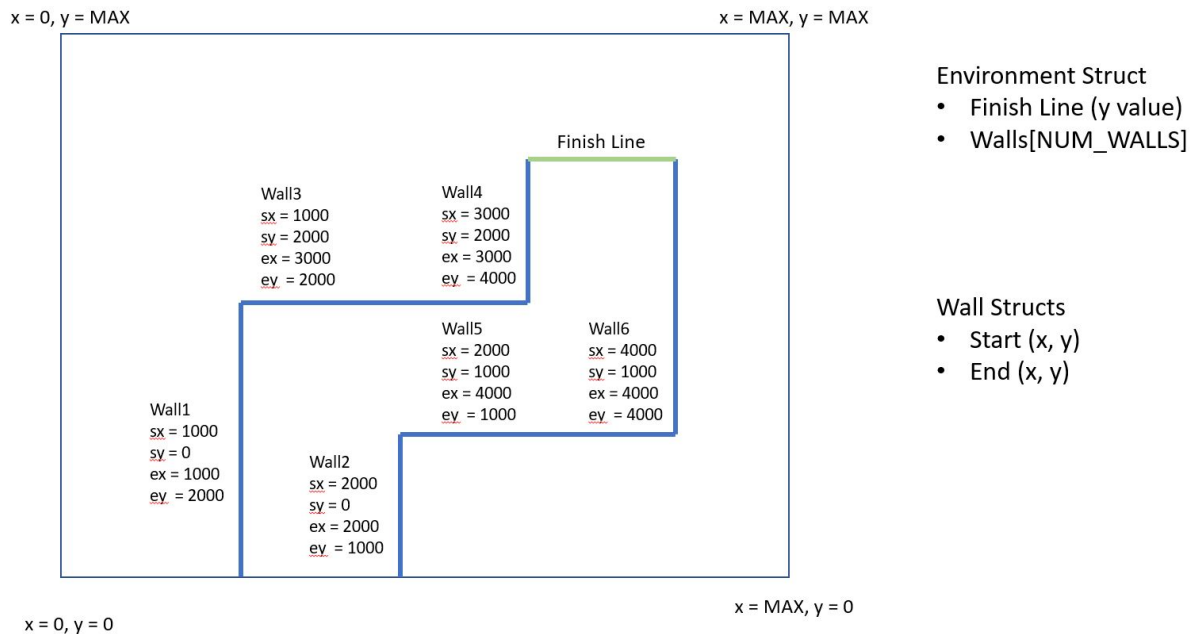 x = 0, y = MAX
x = MAX, y = MAX
Environment Struct
• Finish Line (y value)
• Walls[NUM_WALLS]
Finish Line
Wall3
sx = 1000
sy = 2000
ex = 3000
ey = 2000
Wall4
sx = 3000
sy = 2000
ex = 3000
ey = 4000
Wall Structs
• Start (x, y)
• End (x, y)
Wall5
sx = 2000
sy = 1000
ex = 4000
ey = 1000
Wall6
sx = 4000
sy = 1000
ex = 4000
ey = 4000
Wall1
sx = 1000
sy = 0
ex = 1000
ey = 2000
Wall2
sx = 2000
sy = 0
ex = 2000
ey = 1000
x = MAX, y = 0
x = 0, y = 0